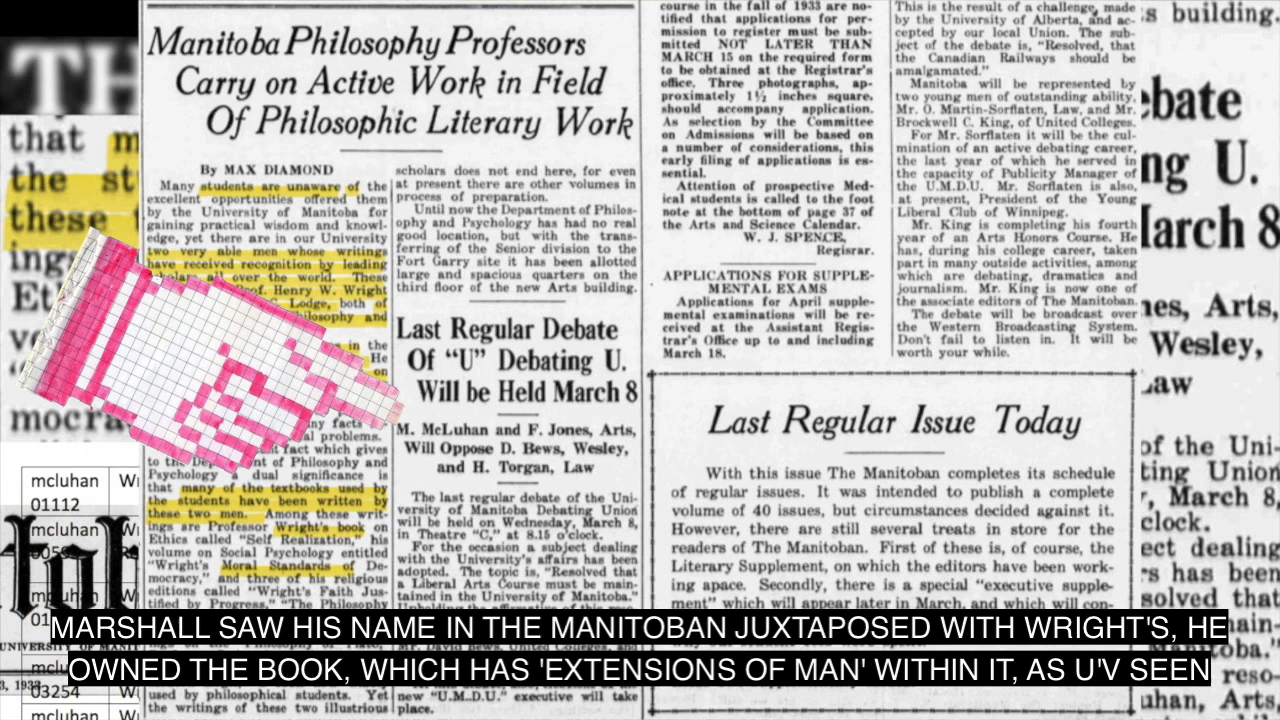 Manitoba Philosophy Professors
Carry on Active Work in Field
Of Philosophic Literary Work
By MAX DIAMOND
Many students are unaware of the
excellent opportunities offered them
by the University of Manitoba for
gaining practical wisdom and knowl-
edge, yet there are in our University
two very able men whose writings
have received recognition by leading
all over the world. These
Prof. Henry W. Wright
Lodge, both of
and
in the
He
on
many facts
problems.
fact which gives
to the Department of Philosophy and
Psychology a dual significance is
that many of the textbooks used by
the students have been written by
these two men. Among these writ-
ings are Professor Wright's book on
Ethics called "Self Realization," his
volume on Social Psychology entitled
"Wright's Moral Standards of De-
mocracy," and three of his religious
editions called "Wright's Faith Jus-
tified by Progress," "The Philosophy
used by philosophical students. Yet
the writings of these two illustrious
scholars does not end here, for even
at present there are other volumes in
process of preparation.
Until now the Department of Philos-
ophy and Psychology has had no real
good location, but with the trans-
ferring of the Senior division to the
Fort Garry site it has been allotted
large and spacious quarters on the
third floor of the new Arts building.
Last Regular Debate
Of "U" Debating U.
Will be Held March 8
M. McLuhan and F. Jones, Arts,
Will Oppose D. Bews, Wesley,
and H. Torgan, Law
The last regular debate of the Uni-
versity of Manitoba Debating Union
will be held on Wednesday, March 8,
in Theatre "C," at 8.15 o'clock.
For the occasion a subject dealing
with the University's affairs has been
adopted. The topic is, "Resolved that
a Liberal Arts Course must be main-
tained in the University of Manitoba."
new "U.M.D.U." executive will take
place.
course in the fall of 1933 are no-
tified that applications for per-
mission to register must be sub-
mitted NOT LATER THAN
MARCH 15 on the required form
to be obtained at the Registrar's
office. Three photographs, ap-
proximately 1½ inches square,
should accompany application.
As selection by the Committee
on Admissions will be based on
a number of considerations, this
early filing of applications is es-
sential.
Attention of prospective Med-
ical students is called to the foot
note at the bottom of page 37 of
the Arts and Science Calendar.
W. J. SPENCE,
Regisrar.
APPLICATIONS FOR SUPPLE-
MENTAL EXAMS
Applications for April supple-
mental examinations will be re-
ceived at the Assistant Regis-
trar's Office up to and including
March 18.
This is the result of a challenge made
by the University of Alberta, and ac-
cepted by our local Union. The sub-
ject of the debate is, "Resolved, that
the Canadian Railways should be
amalgamated."
Manitoba will be represented by
two young men of outstanding ability,
Mr. O. Martin-Sorflaten, Law, and Mr.
Brockwell C. King, of United Colleges.
For Mr. Sorflaten it will be the cul-
mination of an active debating career,
the last year of which he served in
the capacity of Publicity Manager of
the U.M.D.U. Mr. Sorflaten is also,
at present, President of the Young
Liberal Club of Winnipeg.
Mr. King is completing his fourth
year of an Arts Honors Course. He
has, during his college career, taken
part in many outside activities, among
which are debating, dramatics and
journalism. Mr. King is now one of
the associate editors of The Manitoban.
The debate will be broadcast over
the Western Broadcasting System.
Don't fail to listen in. It will be
worth your while.
Last Regular Issue Today
With this issue The Manitoban completes its schedule
of regular issues. It was intended to publish a complete
volume of 40 issues, but circumstances decided against it.
However, there are still several treats in store for the
readers of The Manitoban. First of these is, of course, the
Literary Supplement, on which the editors have been work-
ing apace. Secondly, there is a special "executive supple-
ment" which will appear later in March, and which will con-
that
the
these
mcluhan
01112
mcluhan
mcluhan
03254
mcluhan
building.
ng U.
March 8
Arts,
Wesley,
Law
of the Uni-
ting Union
March 8,
clock.
ect dealing
has been
MARSHALL SAW HIS NAME IN THE MANITOBAN JUXTAPOSED WITH WRIGHT'S, HE
OWNED THE BOOK, WHICH HAS 'EXTENSIONS OF MAN' WITHIN IT, AS U'V SEEN